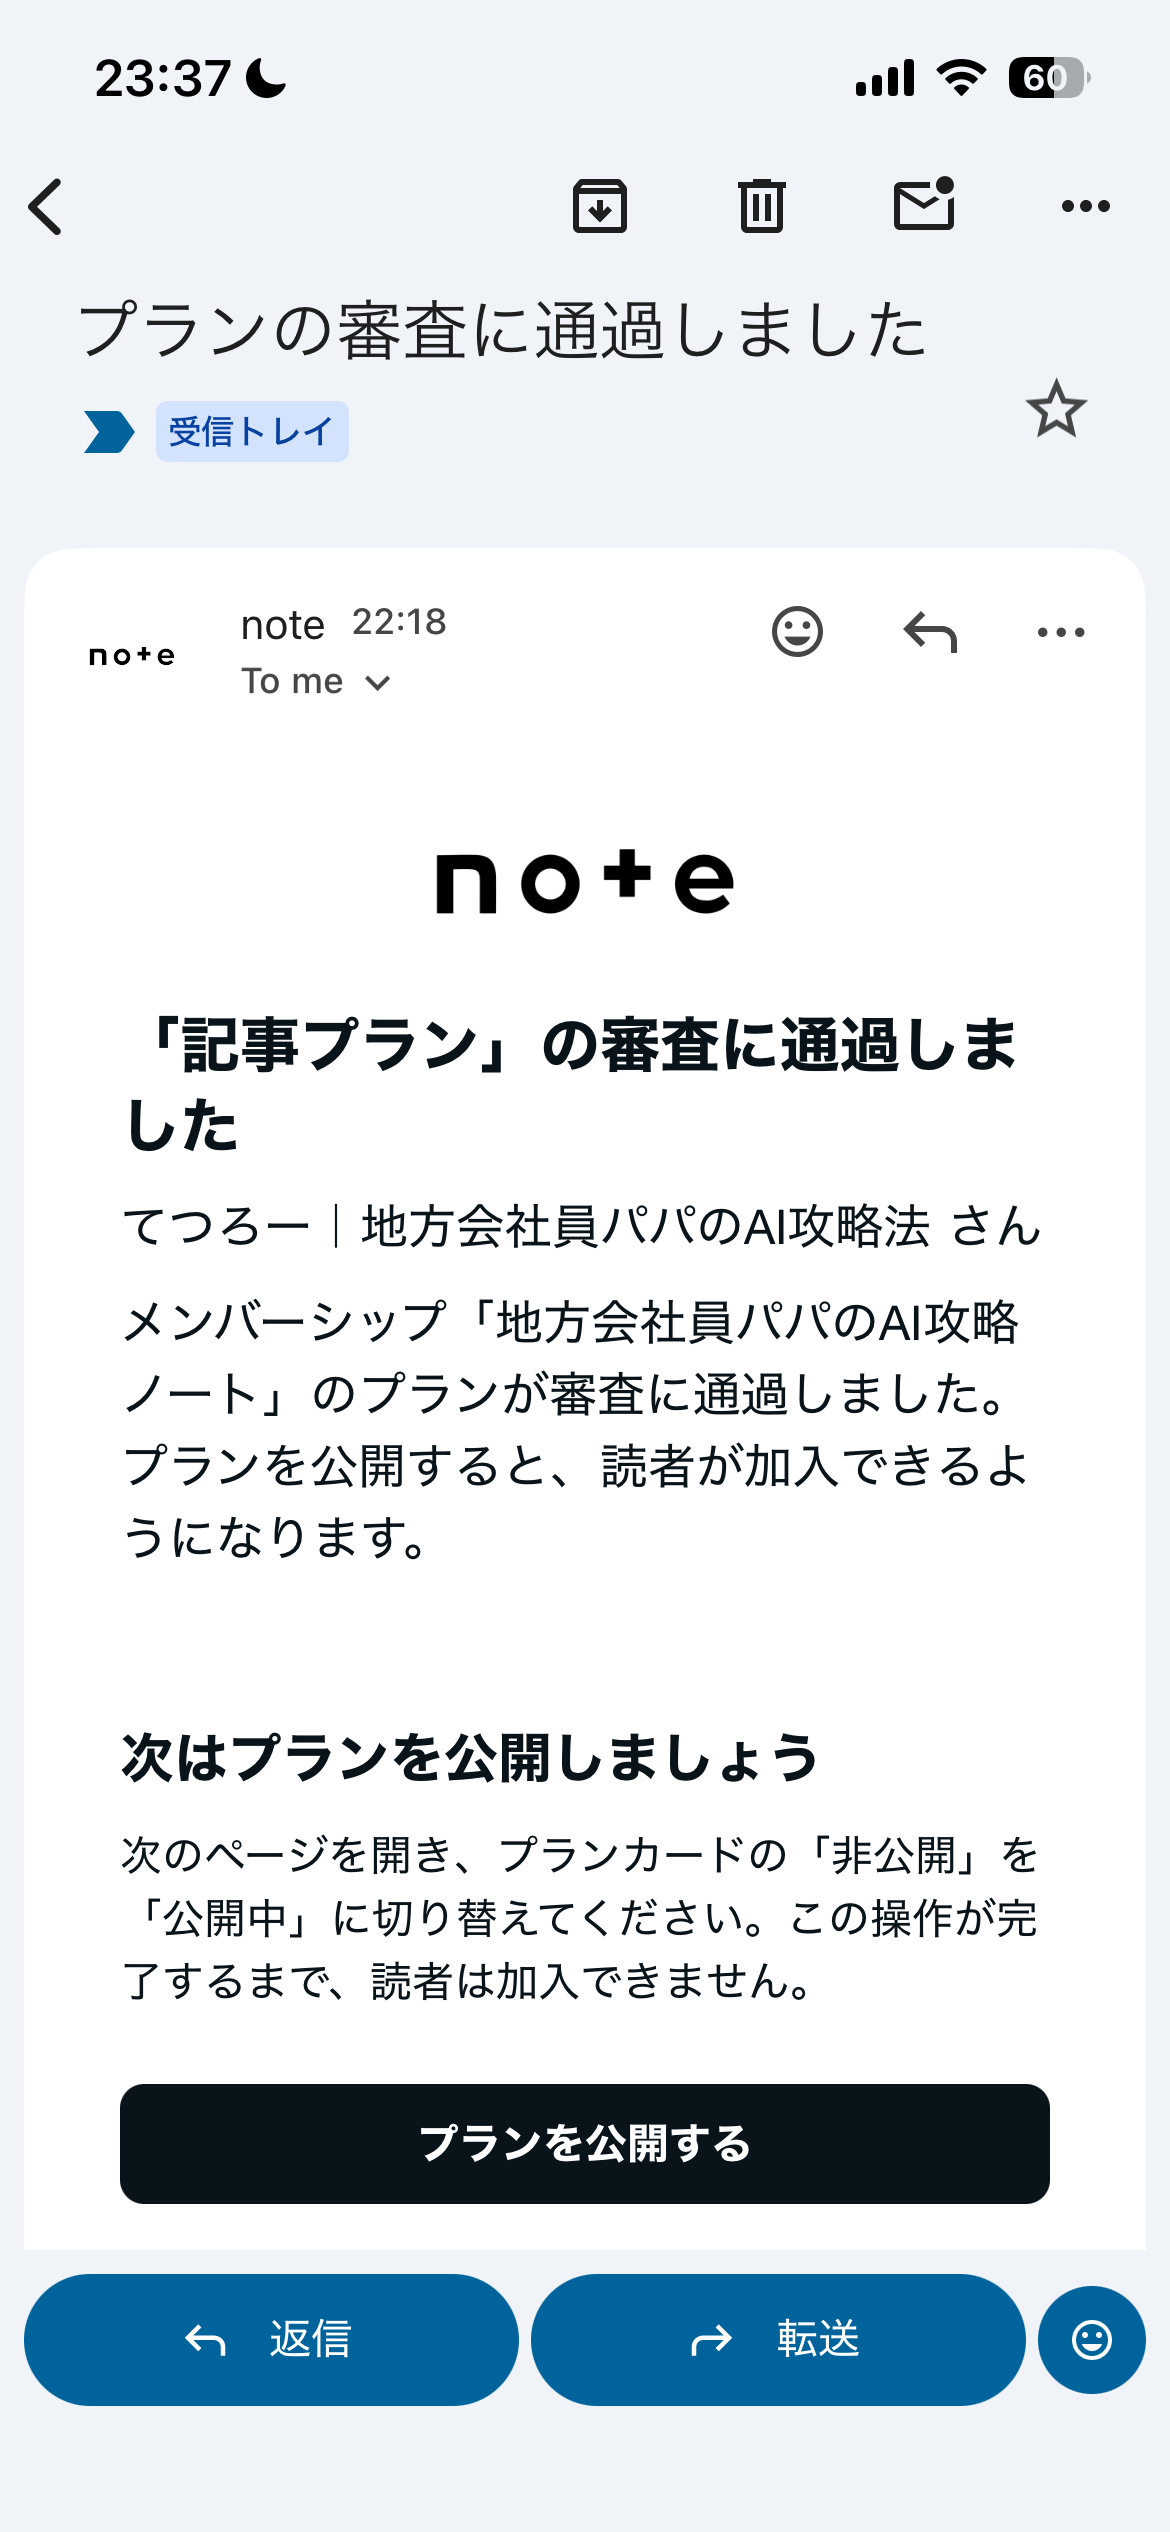 23:37
60
プランの審査に通過しました
受信トレイ
note
note 22:18
To me
note
「記事プラン」の審査に通過しま
した
てつろー｜地方会社員パパのAI攻略法 さん
メンバーシップ「地方会社員パパのAI攻略
ノート」のプランが審査に通過しました。
プランを公開すると、読者が加入できるよ
うになります。
次はプランを公開しましょう
次のページを開き、プランカードの「非公開」を
「公開中」に切り替えてください。この操作が完
了するまで、読者は加入できません。
プランを公開する
返信
転送